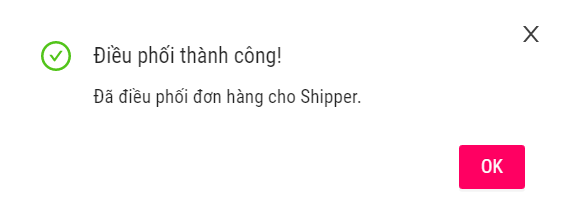 Điều phối thành công!
Đã điều phối đơn hàng cho Shipper.
OK